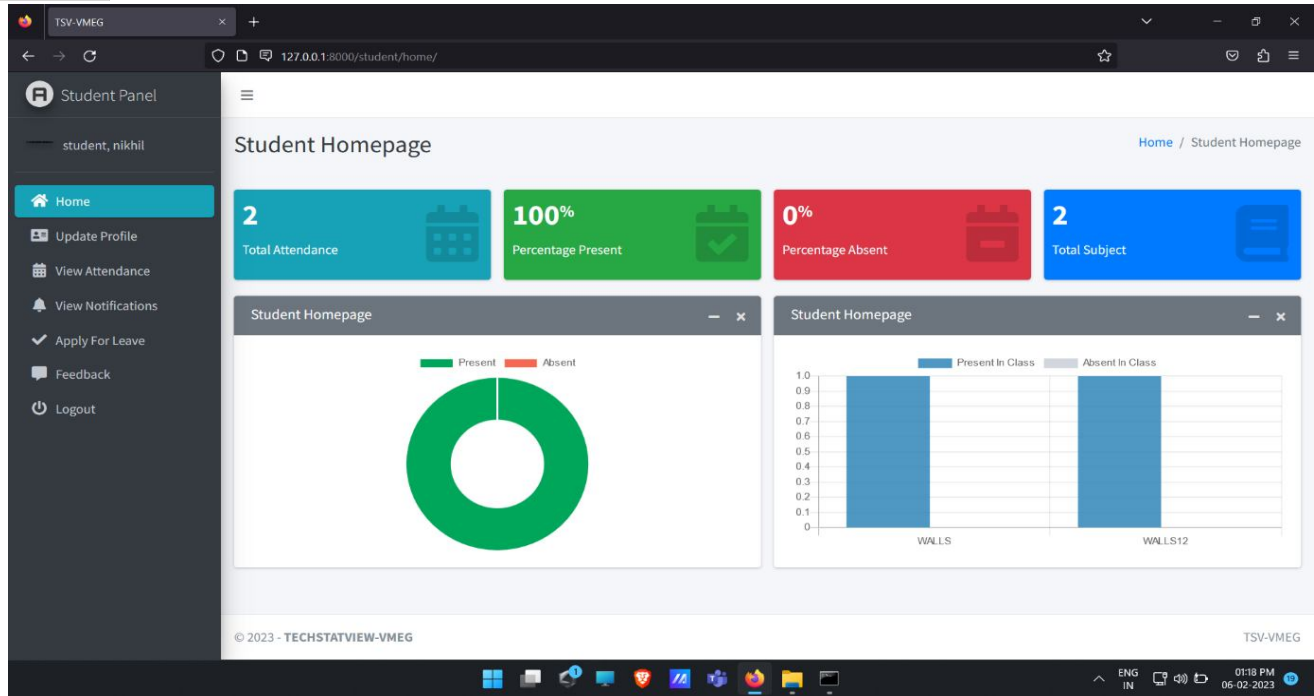 TSV-VMEG
127.0.0.1:8000/student/home/
Student Panel
student, nikhil
Home
Update Profile
View Attendance
View Notifications
Apply For Leave
Feedback
Logout
Student Homepage
Home / Student Homepage
2
Total Attendance
100%
Percentage Present
0%
Percentage Absent
2
Total Subject
Student Homepage
Present Absent
Student Homepage
Present In Class Absent In Class
1.0
0.9
0.8
0.7
0.6
0.5
0.4
0.3
0.2
0.1
0
WALLS WALLS12
© 2023 - TECHSTATVIEW-VMEG
TSV-VMEG
1
ENG
IN
01:18 PM
06-02-2023
19